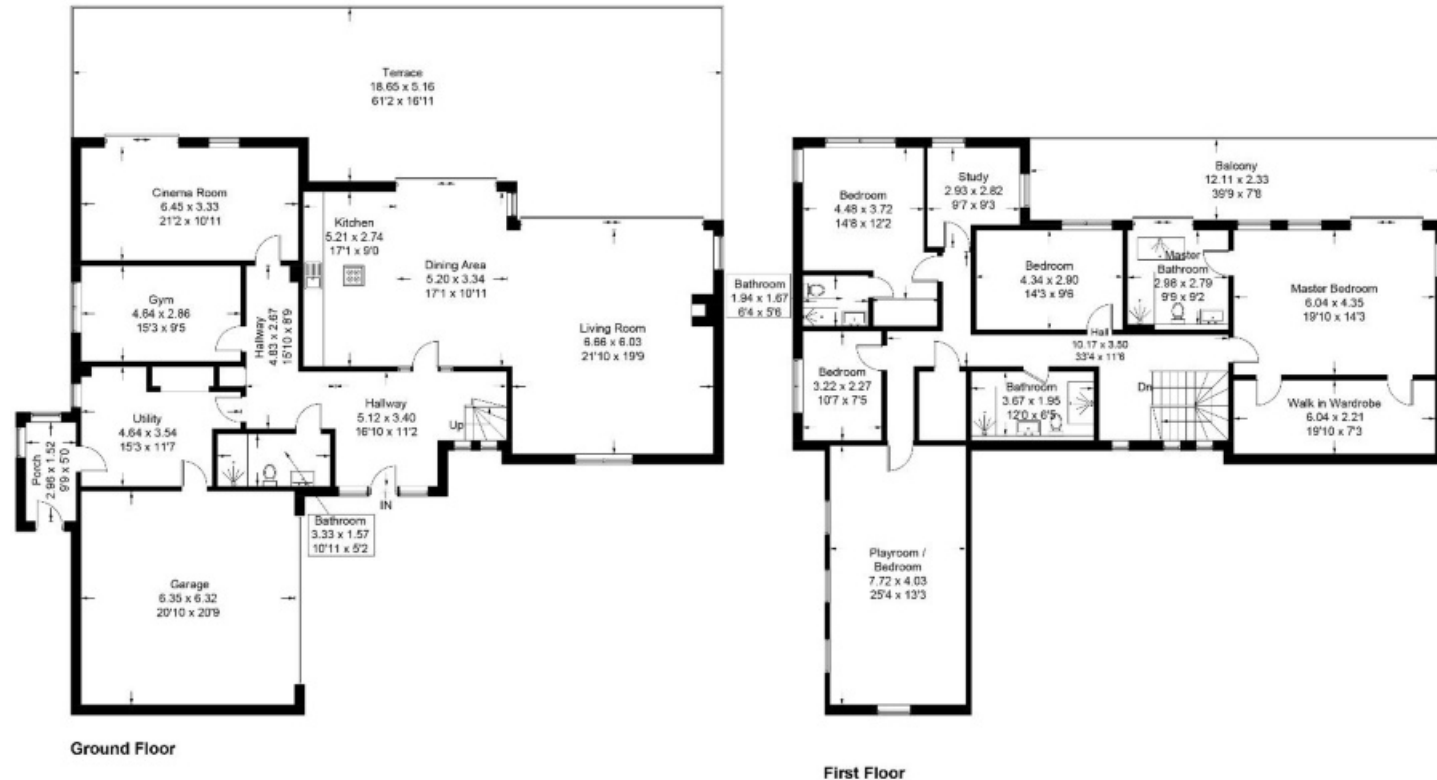 Terrace
18.65 x 5.16
61'2 x 16'11
Cinema Room
6.45 x 3.33
21'2 x 10'11
Kitchen
5.21 x 2.74
17'1 x 9'0
Dining Area
5.20 x 3.34
17'1 x 10'11
Gym
4.64 x 2.86
15'3 x 9'5
Hallway
4.83 x 2.67
15'10 x 8'9
Living Room
6.66 x 6.03
21'10 x 19'9
Utility
4.64 x 3.54
15'3 x 11'7
Hallway
5.12 x 3.40
16'10 x 11'2
Up
Porch
2.96 x 1.52
9'9 x 5'0
IN
Bathroom
3.33 x 1.57
10'11 x 5'2
Garage
6.35 x 6.32
20'10 x 20'9
Ground Floor
Balcony
12.11 x 2.33
39'9 x 7'8
Study
2.93 x 2.82
9'7 x 9'3
Bedroom
4.48 x 3.72
14'8 x 12'2
Bedroom
4.34 x 2.90
14'3 x 9'6
Master
Bathroom
2.98 x 2.79
9'9 x 9'2
Master Bedroom
6.04 x 4.35
19'10 x 14'3
Bathroom
1.94 x 1.67
6'4 x 5'6
Hall
10.17 x 3.50
33'4 x 11'6
Bedroom
3.22 x 2.27
10'7 x 7'5
Bathroom
3.67 x 1.95
12'0 x 6'5
Dn
Walk in Wardrobe
6.04 x 2.21
19'10 x 7'3
Playroom /
Bedroom
7.72 x 4.03
25'4 x 13'3
First Floor